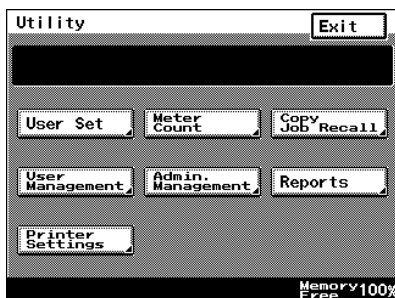 Utility
Exit
User Set
Meter
Count
Copy
Job Recall
User
Management
Admin.
Management
Reports
Printer
Settings
Memory 100%
Free